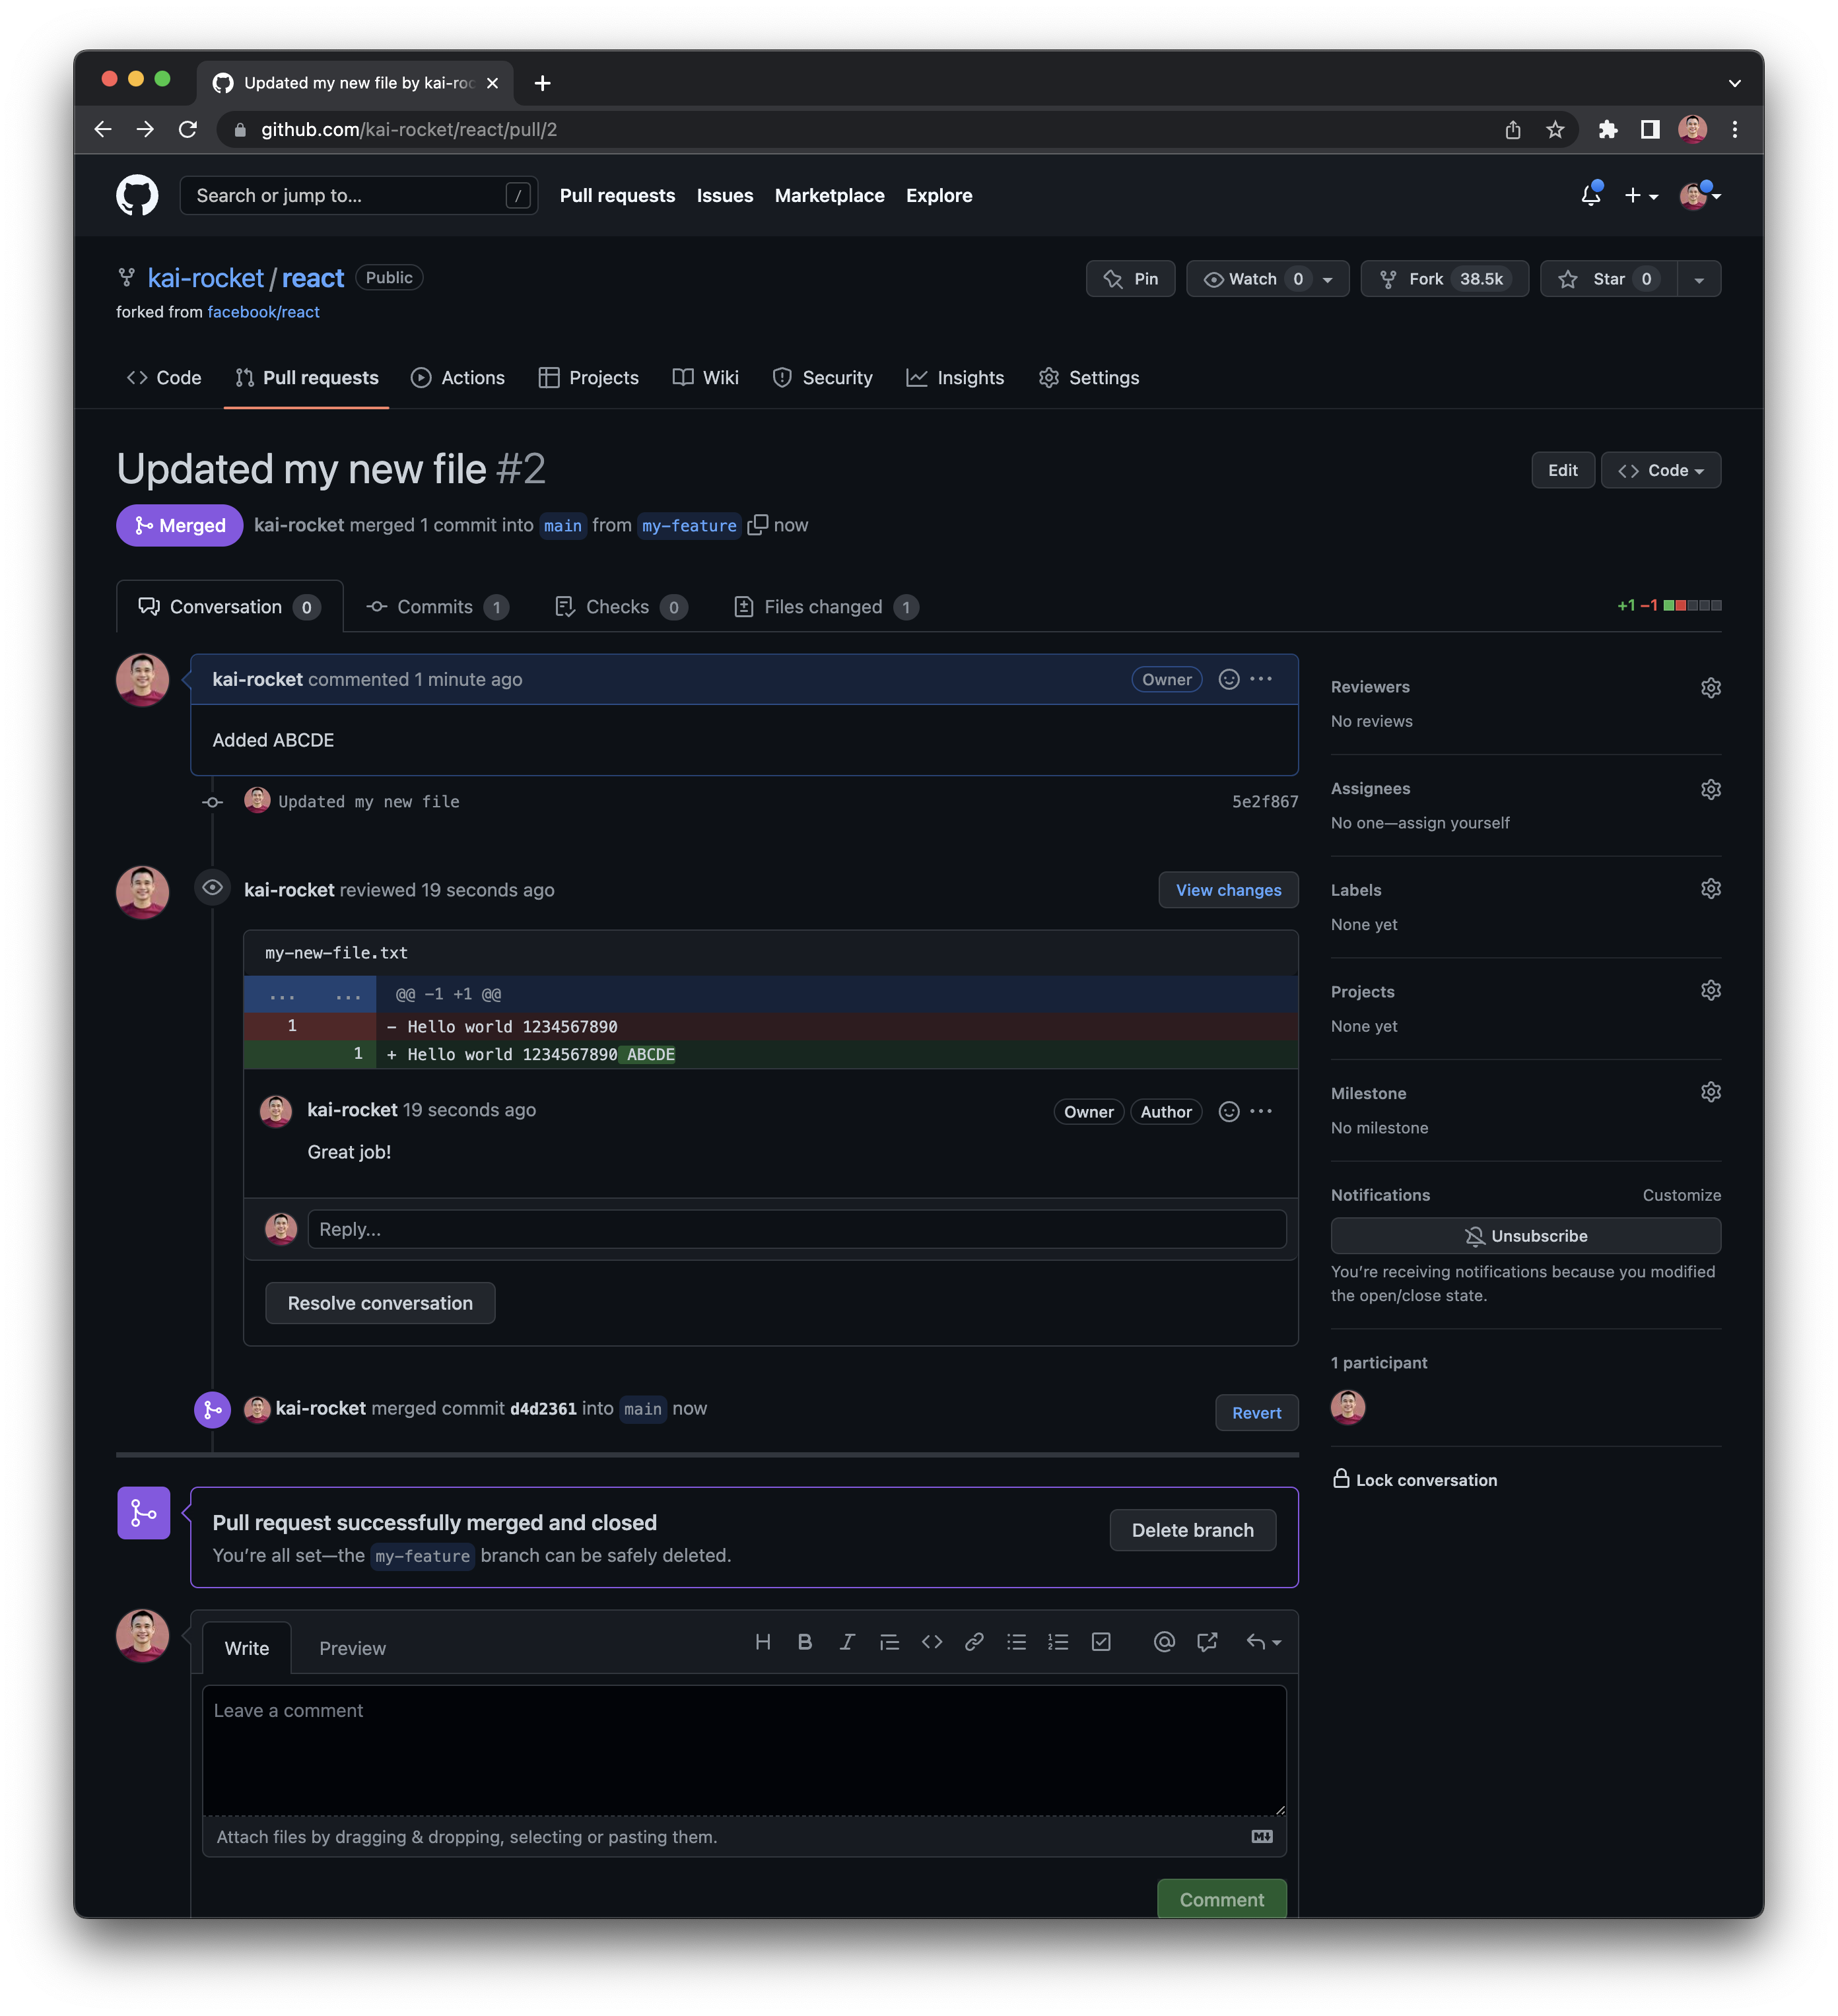 Updated my new file by kai-roc
github.com/kai-rocket/react/pull/2
Search or jump to... /
Pull requests Issues Marketplace Explore
kai-rocket / react Public
Pin Watch 0 Fork 38.5k Star 0
forked from facebook/react
Code Pull requests Actions Projects Wiki Security Insights Settings
Updated my new file #2
Edit Code
Merged kai-rocket merged 1 commit into main from my-feature now
Conversation 0 Commits 1 Checks 0 Files changed 1 +1 −1
kai-rocket commented 1 minute ago Owner
Added ABCDE
Updated my new file 5e2f867
kai-rocket reviewed 19 seconds ago View changes
my-new-file.txt
... ... @@ -1 +1 @@
1 - Hello world 1234567890
1 + Hello world 1234567890 ABCDE
kai-rocket 19 seconds ago Owner Author
Great job!
Reply...
Resolve conversation
kai-rocket merged commit d4d2361 into main now Revert
Pull request successfully merged and closed
You're all set—the my-feature branch can be safely deleted.
Delete branch
Write Preview
Leave a comment
Attach files by dragging & dropping, selecting or pasting them.
Comment
Reviewers
No reviews
Assignees
No one—assign yourself
Labels
None yet
Projects
None yet
Milestone
No milestone
Notifications Customize
Unsubscribe
You're receiving notifications because you modified
the open/close state.
1 participant
Lock conversation